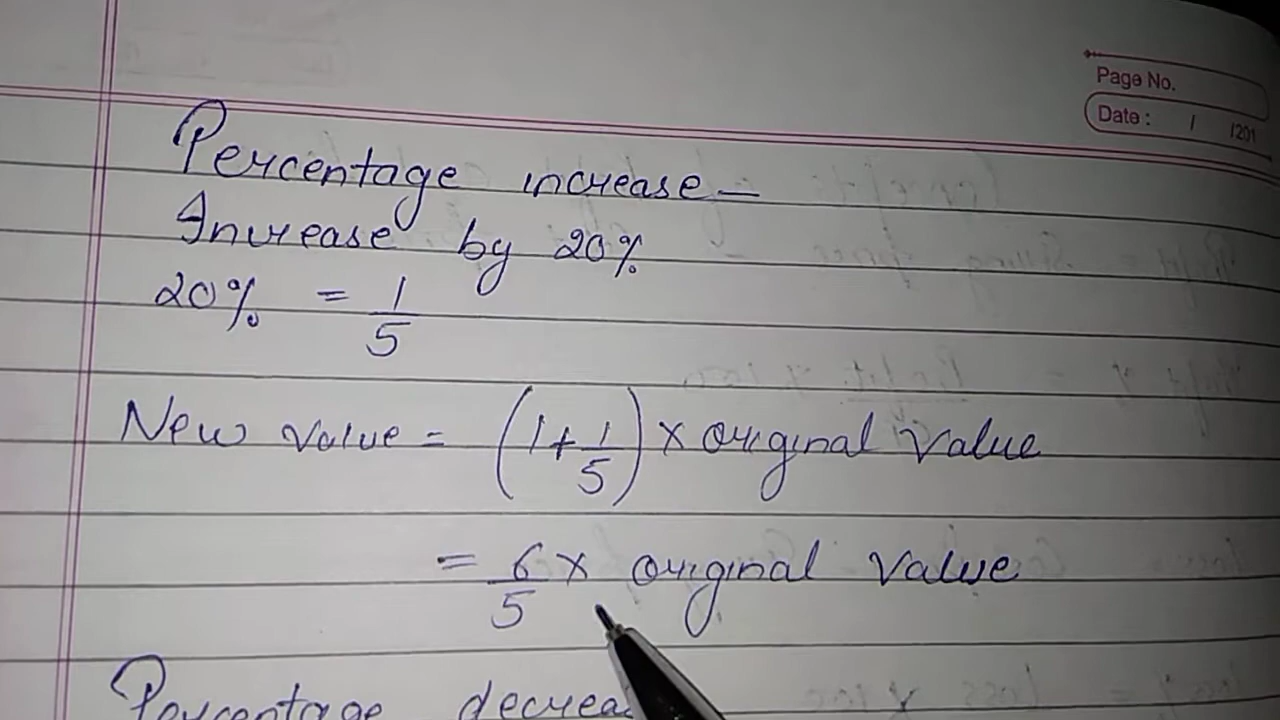 Page No.
Date : / /201
Percentage increase –
Increase by 20%
20% = 1/5
New Value = (1+1/5) × Original Value
= 6/5 × Original Value
Percentage